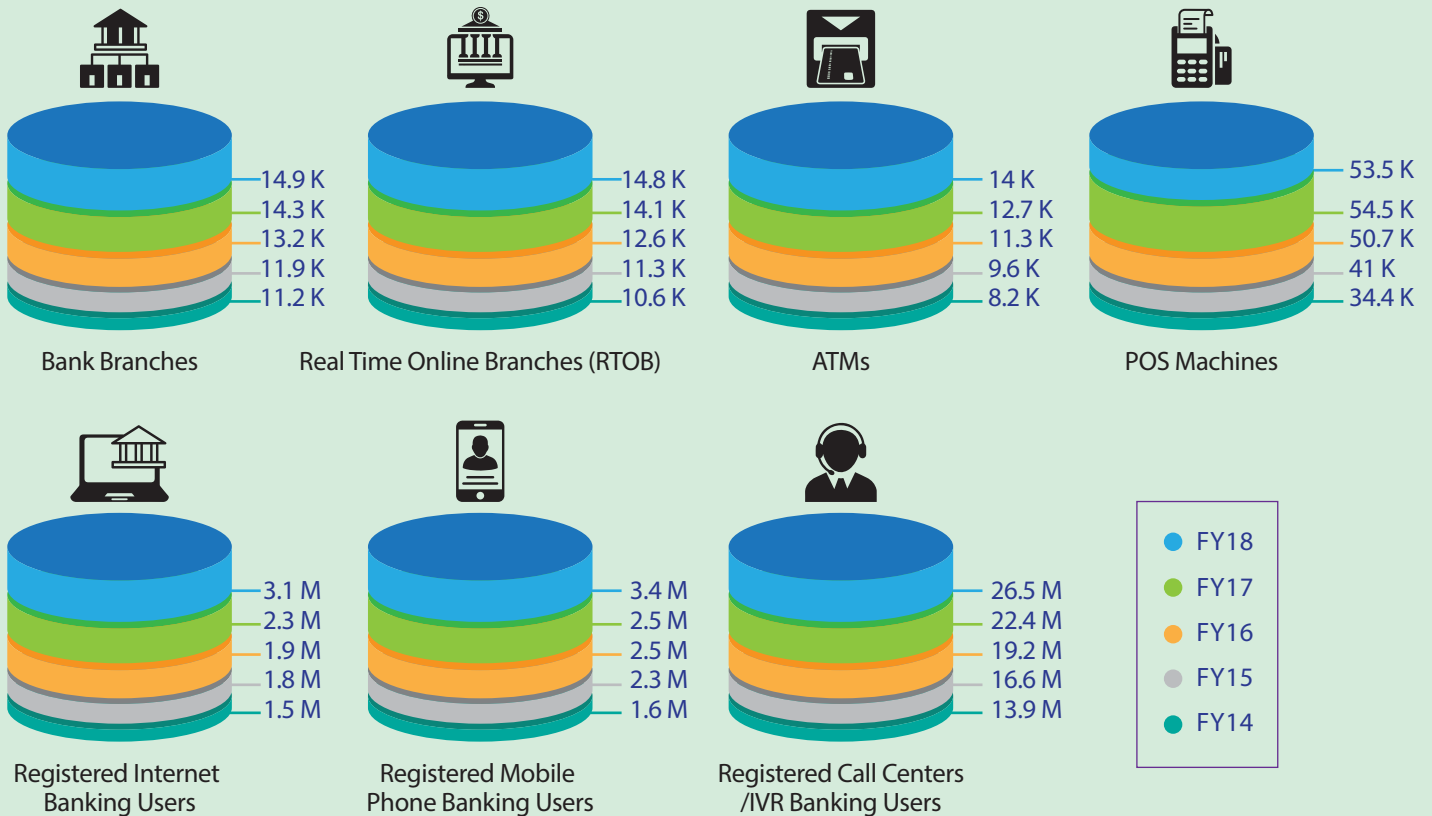 14.9 K
14.3 K
13.2 K
11.9 K
11.2 K
Bank Branches
14.8 K
14.1 K
12.6 K
11.3 K
10.6 K
Real Time Online Branches (RTOB)
14 K
12.7 K
11.3 K
9.6 K
8.2 K
ATMs
53.5 K
54.5 K
50.7 K
41 K
34.4 K
POS Machines
3.1 M
2.3 M
1.9 M
1.8 M
1.5 M
Registered Internet
Banking Users
3.4 M
2.5 M
2.5 M
2.3 M
1.6 M
Registered Mobile
Phone Banking Users
26.5 M
22.4 M
19.2 M
16.6 M
13.9 M
Registered Call Centers
/IVR Banking Users
FY18
FY17
FY16
FY15
FY14